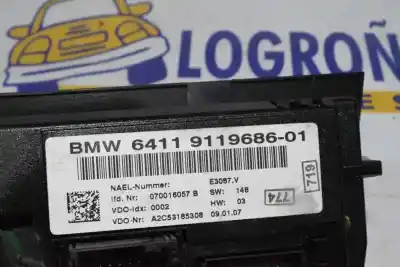 LOGROÑ
E S
BMW 6411 9119686-01
NAEL-Nummer: E3087.V
lfd. Nr: 070016057 B SW: 148
VDO-Idx: 0002 HW: 03
VDO-Nr: A2C53185308 09.01.07
774
719